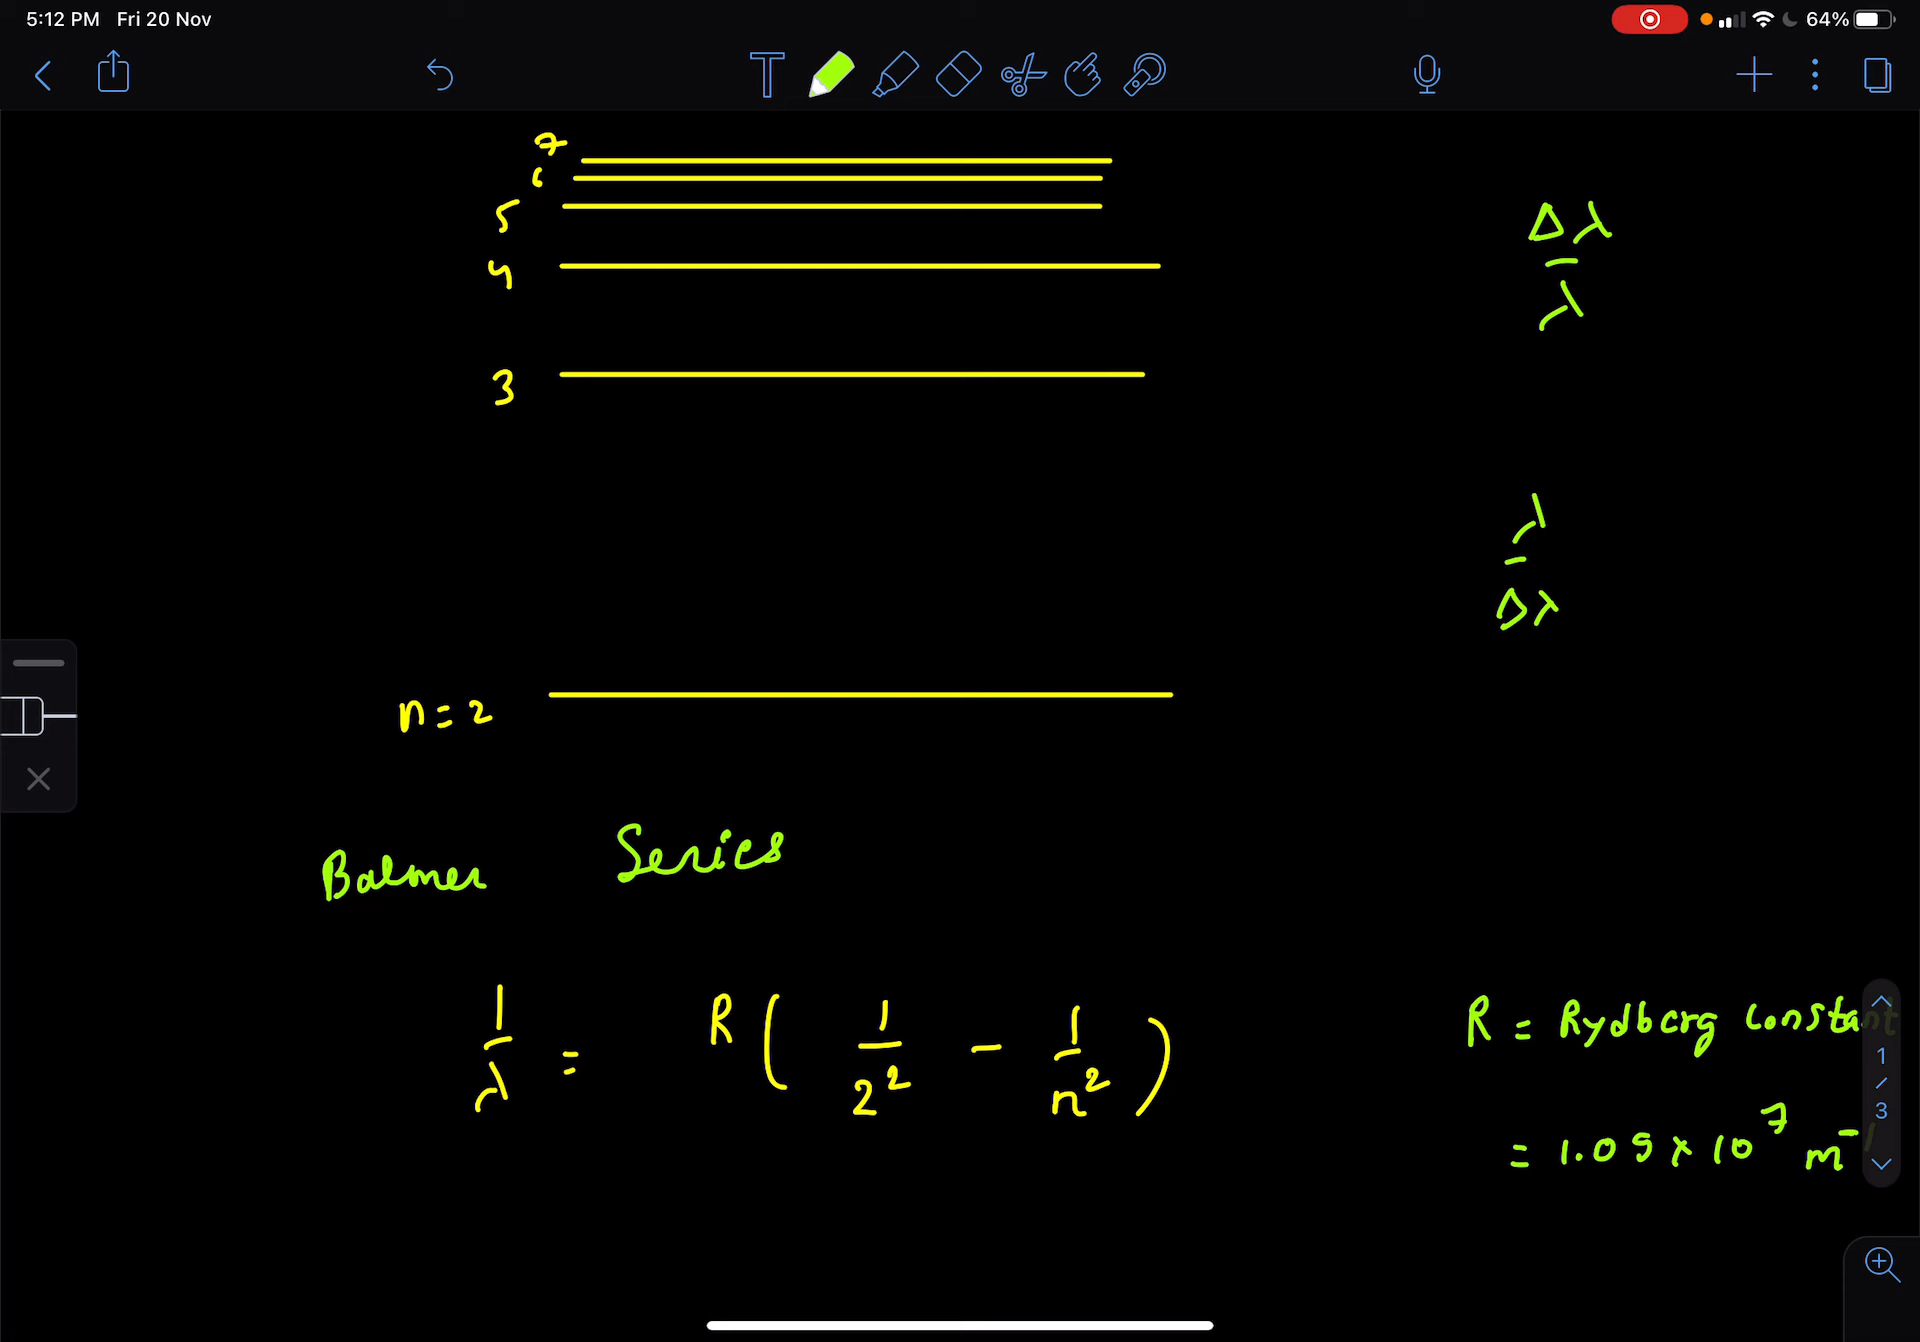 5:12 PM Fri 20 Nov
64%
T
7
6
5
4
3
Δλ
—
λ
λ
—
Δλ
n = 2
Balmer Series
1/λ = R ( 1/2² − 1/n² )
R = Rydberg Constant
= 1.09 × 10⁷ m⁻¹
1
/
3